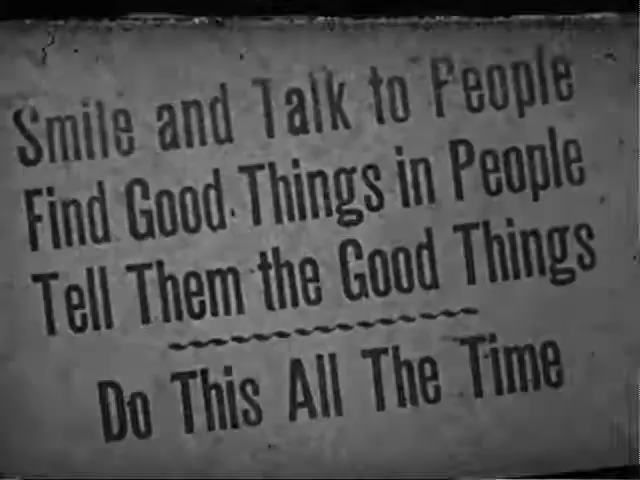 Smile and Talk to People
Find Good Things in People
Tell Them the Good Things
Do This All The Time